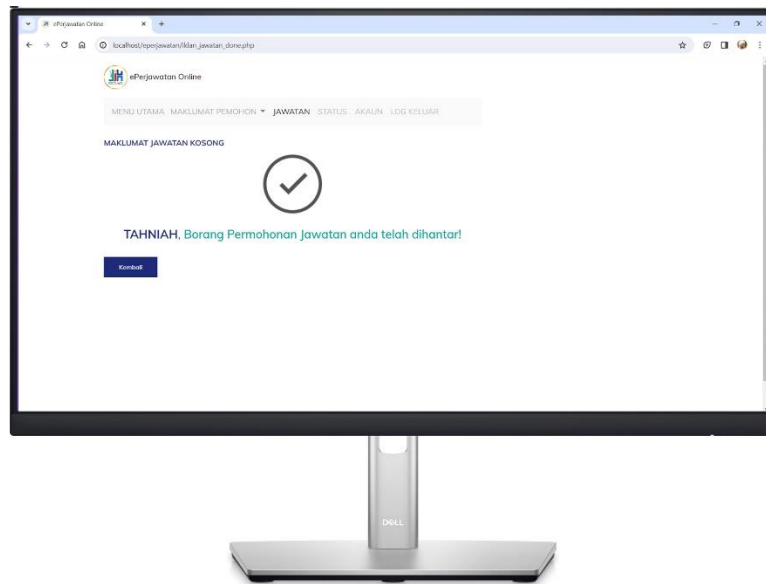 ePerjawatan Online
localhost/eperjawatan/iklan_jawatan_done.php
ePerjawatan Online
MENU UTAMA MAKLUMAT PEMOHON JAWATAN STATUS AKAUN LOG KELUAR
MAKLUMAT JAWATAN KOSONG
TAHNIAH, Borang Permohonan Jawatan anda telah dihantar!
Kembali
DELL